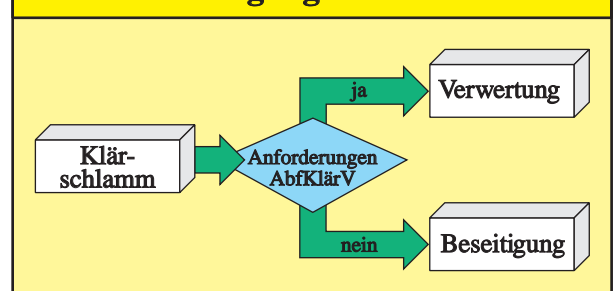 ja
Verwertung
Klär-
schlamm
Anforderungen
AbfKlärV
nein
Beseitigung